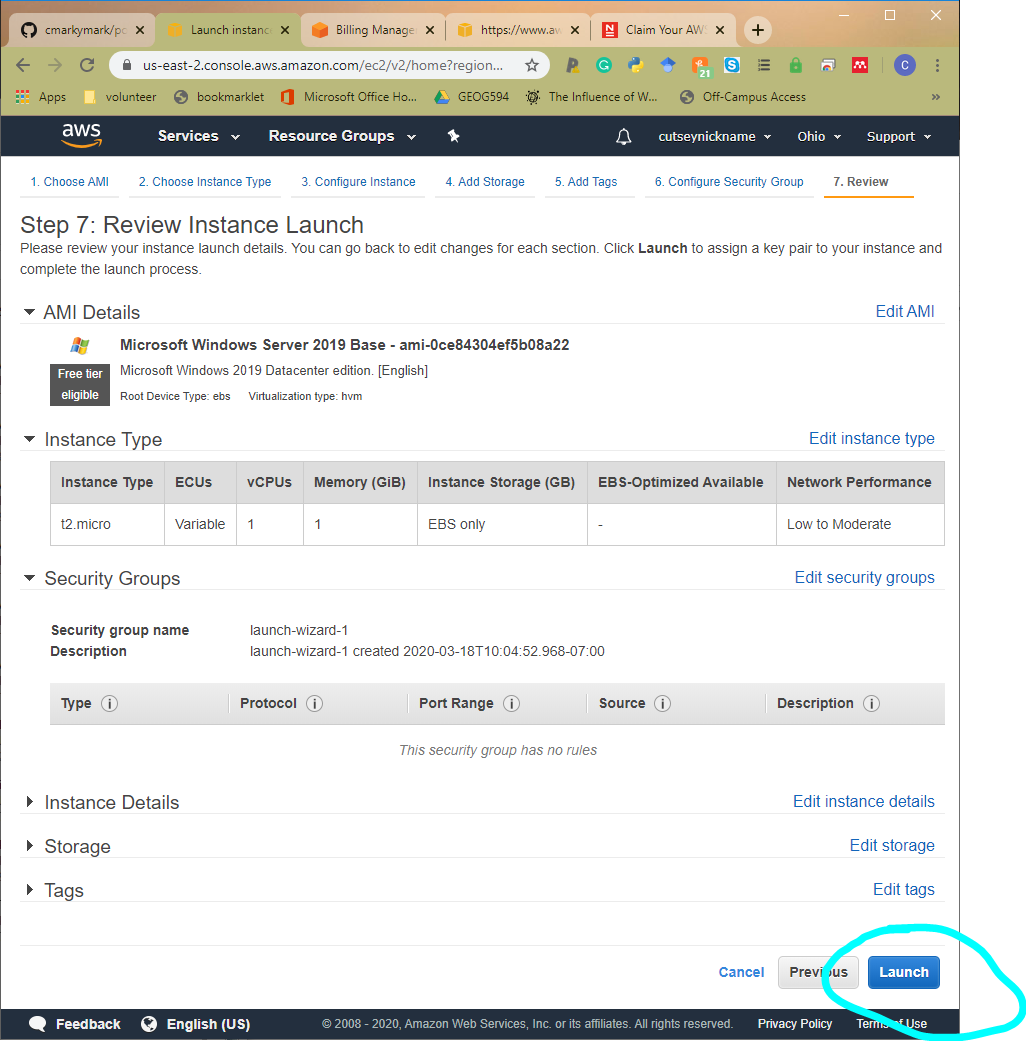 cmarkymark/po
Launch instanc
Billing Manage
https://www.aw
Claim Your AWS
us-east-2.console.aws.amazon.com/ec2/v2/home?region...
21
S
C
Apps volunteer bookmarklet Microsoft Office Ho... GEOG594 The Influence of W... Off-Campus Access »
aws Services Resource Groups cutseynickname Ohio Support
1. Choose AMI 2. Choose Instance Type 3. Configure Instance 4. Add Storage 5. Add Tags 6. Configure Security Group 7. Review
Step 7: Review Instance Launch
Please review your instance launch details. You can go back to edit changes for each section. Click Launch to assign a key pair to your instance and
complete the launch process.
AMI Details Edit AMI
Microsoft Windows Server 2019 Base - ami-0ce84304ef5b08a22
Free tier
eligible
Microsoft Windows 2019 Datacenter edition. [English]
Root Device Type: ebs Virtualization type: hvm
Instance Type Edit instance type
Instance Type ECUs vCPUs Memory (GiB) Instance Storage (GB) EBS-Optimized Available Network Performance
t2.micro Variable 1 1 EBS only - Low to Moderate
Security Groups Edit security groups
Security group name launch-wizard-1
Description launch-wizard-1 created 2020-03-18T10:04:52.968-07:00
Type i Protocol i Port Range i Source i Description i
This security group has no rules
Instance Details Edit instance details
Storage Edit storage
Tags Edit tags
Cancel Previous Launch
Feedback English (US) © 2008 - 2020, Amazon Web Services, Inc. or its affiliates. All rights reserved. Privacy Policy Terms of Use